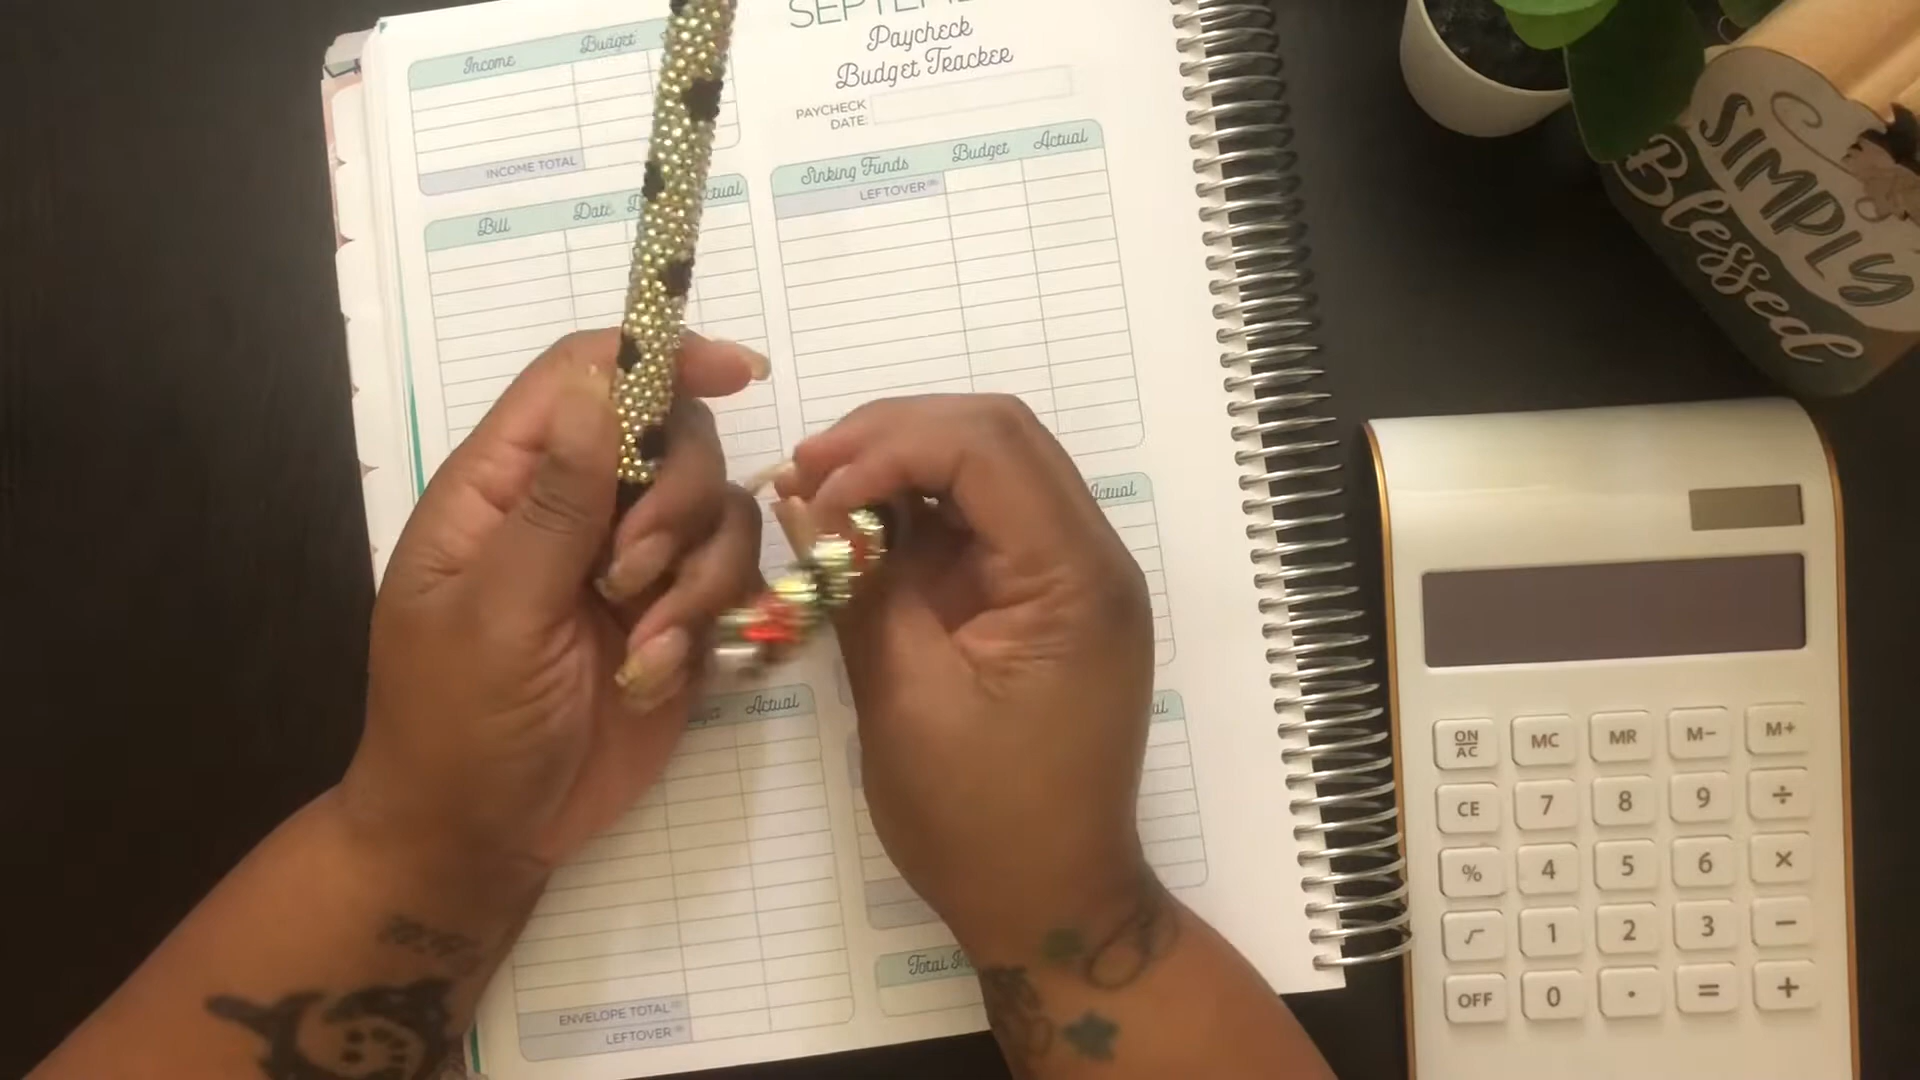 SEPTEM
Paycheck
Budget Tracker
PAYCHECK
DATE:
Income Budget
INCOME TOTAL
Bill Date
Sinking Funds Budget Actual
LEFTOVER
Actual
Actual
Total
ENVELOPE TOTAL
LEFTOVER
SIMPLY
Blessed
ON
AC MC MR M− M+
CE 7 8 9 ÷
% 4 5 6 ×
√ 1 2 3 −
OFF 0 . = +